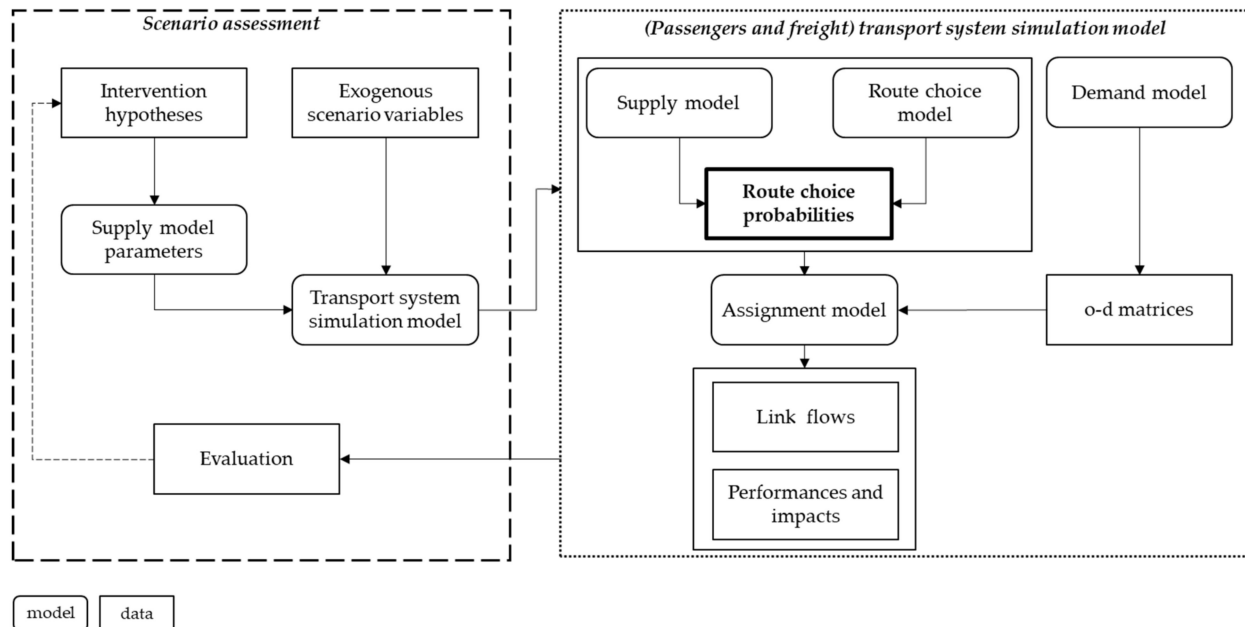 Scenario assessment
Intervention
hypotheses
Exogenous
scenario variables
Supply model
parameters
Transport system
simulation model
Evaluation
(Passengers and freight) transport system simulation model
Supply model
Route choice
model
Demand model
Route choice
probabilities
Assignment model
o-d matrices
Link flows
Performances and
impacts
model
data